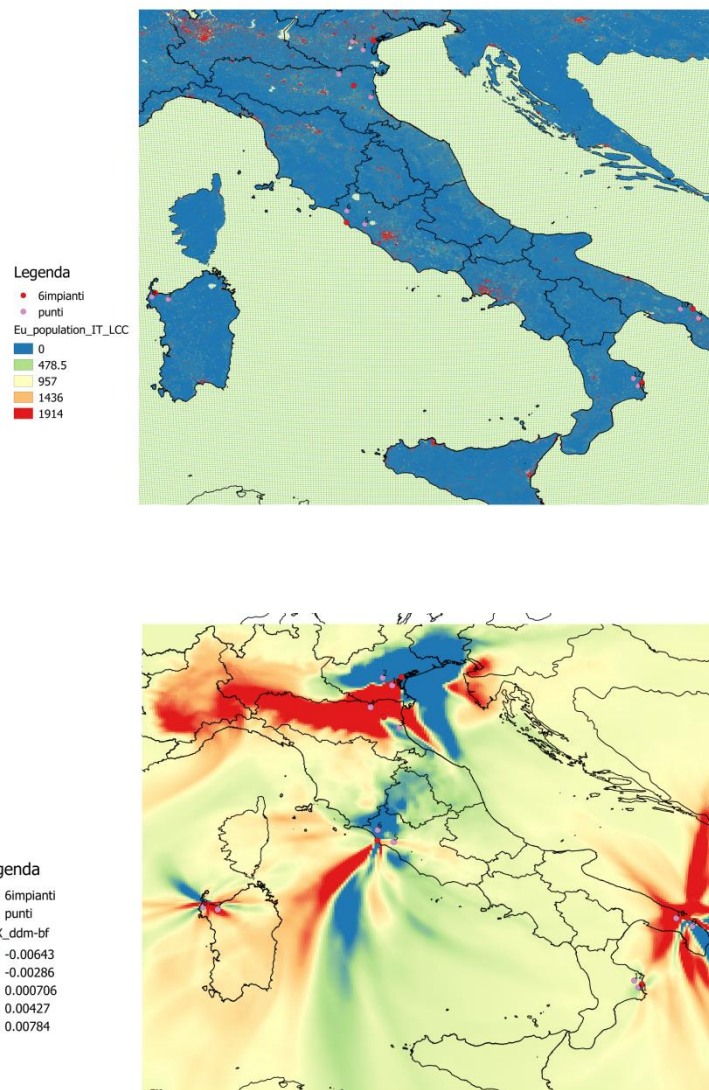 Legenda
6impianti
punti
Eu_population_IT_LCC
0
478.5
957
1436
1914
genda
6impianti
punti
_ddm-bf
-0.00643
-0.00286
0.000706
0.00427
0.00784